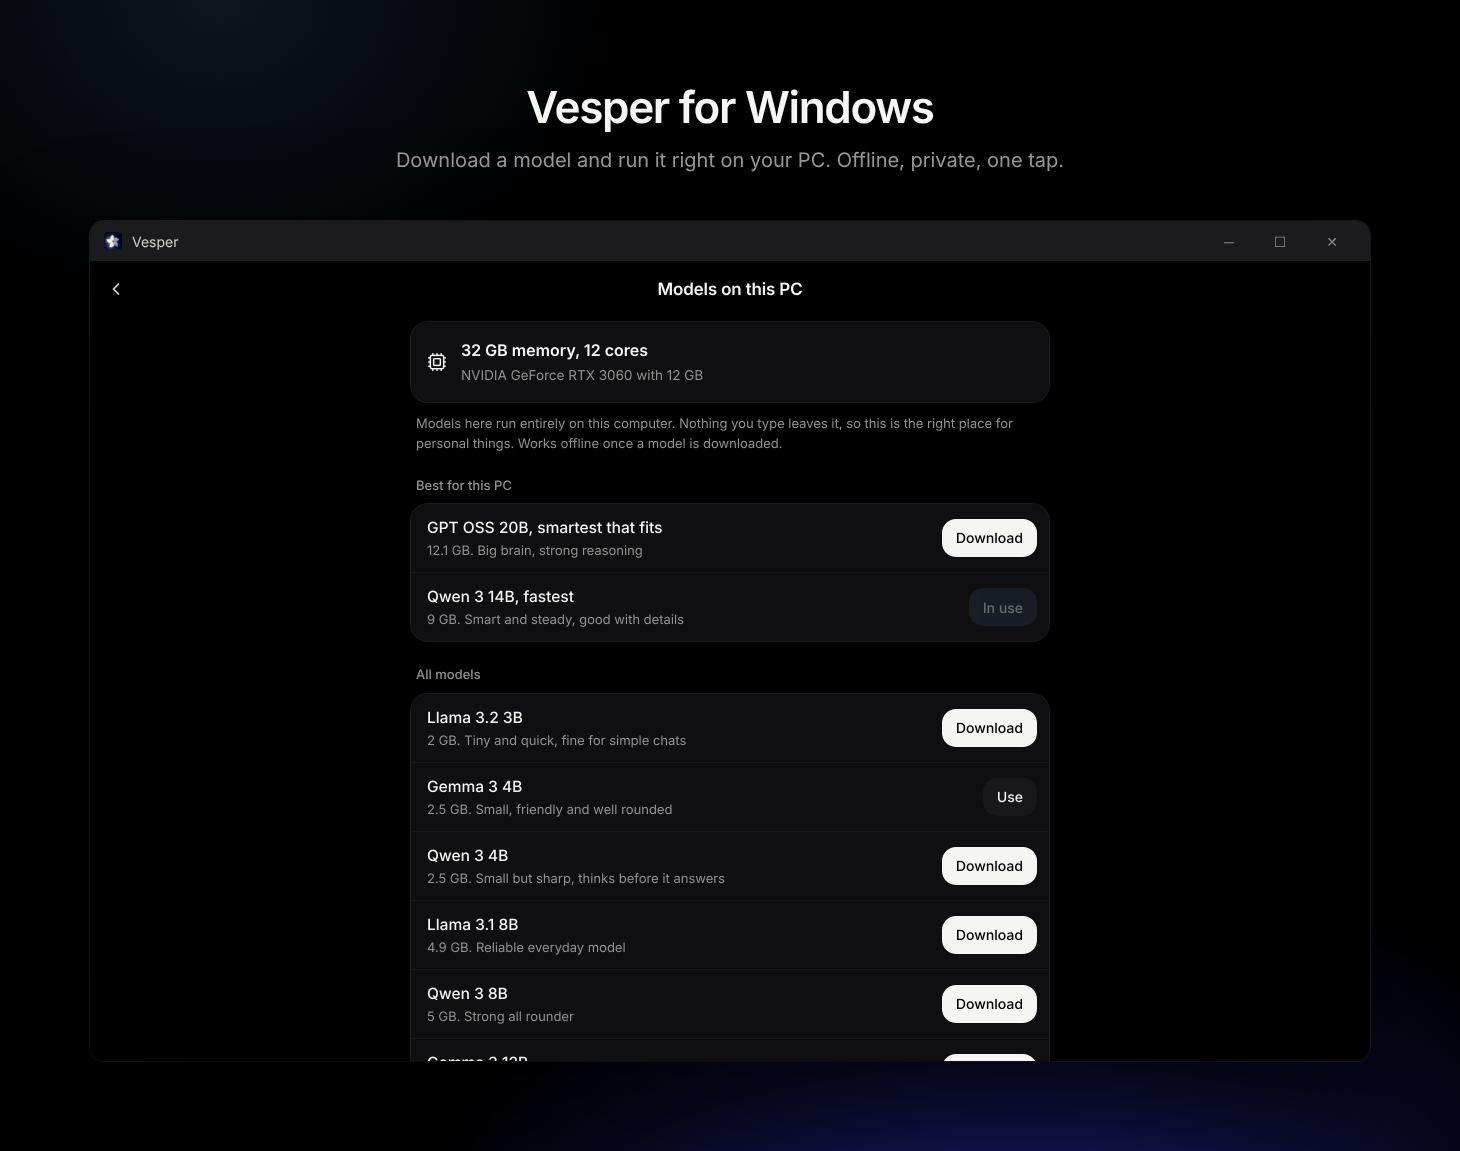 Vesper for Windows
Download a model and run it right on your PC. Offline, private, one tap.
Vesper
Models on this PC
32 GB memory, 12 cores
NVIDIA GeForce RTX 3060 with 12 GB
Models here run entirely on this computer. Nothing you type leaves it, so this is the right place for
personal things. Works offline once a model is downloaded.
Best for this PC
GPT OSS 20B, smartest that fits
12.1 GB. Big brain, strong reasoning
Download
Qwen 3 14B, fastest
9 GB. Smart and steady, good with details
In use
All models
Llama 3.2 3B
2 GB. Tiny and quick, fine for simple chats
Download
Gemma 3 4B
2.5 GB. Small, friendly and well rounded
Use
Qwen 3 4B
2.5 GB. Small but sharp, thinks before it answers
Download
Llama 3.1 8B
4.9 GB. Reliable everyday model
Download
Qwen 3 8B
5 GB. Strong all rounder
Download
Gemma 3 12B